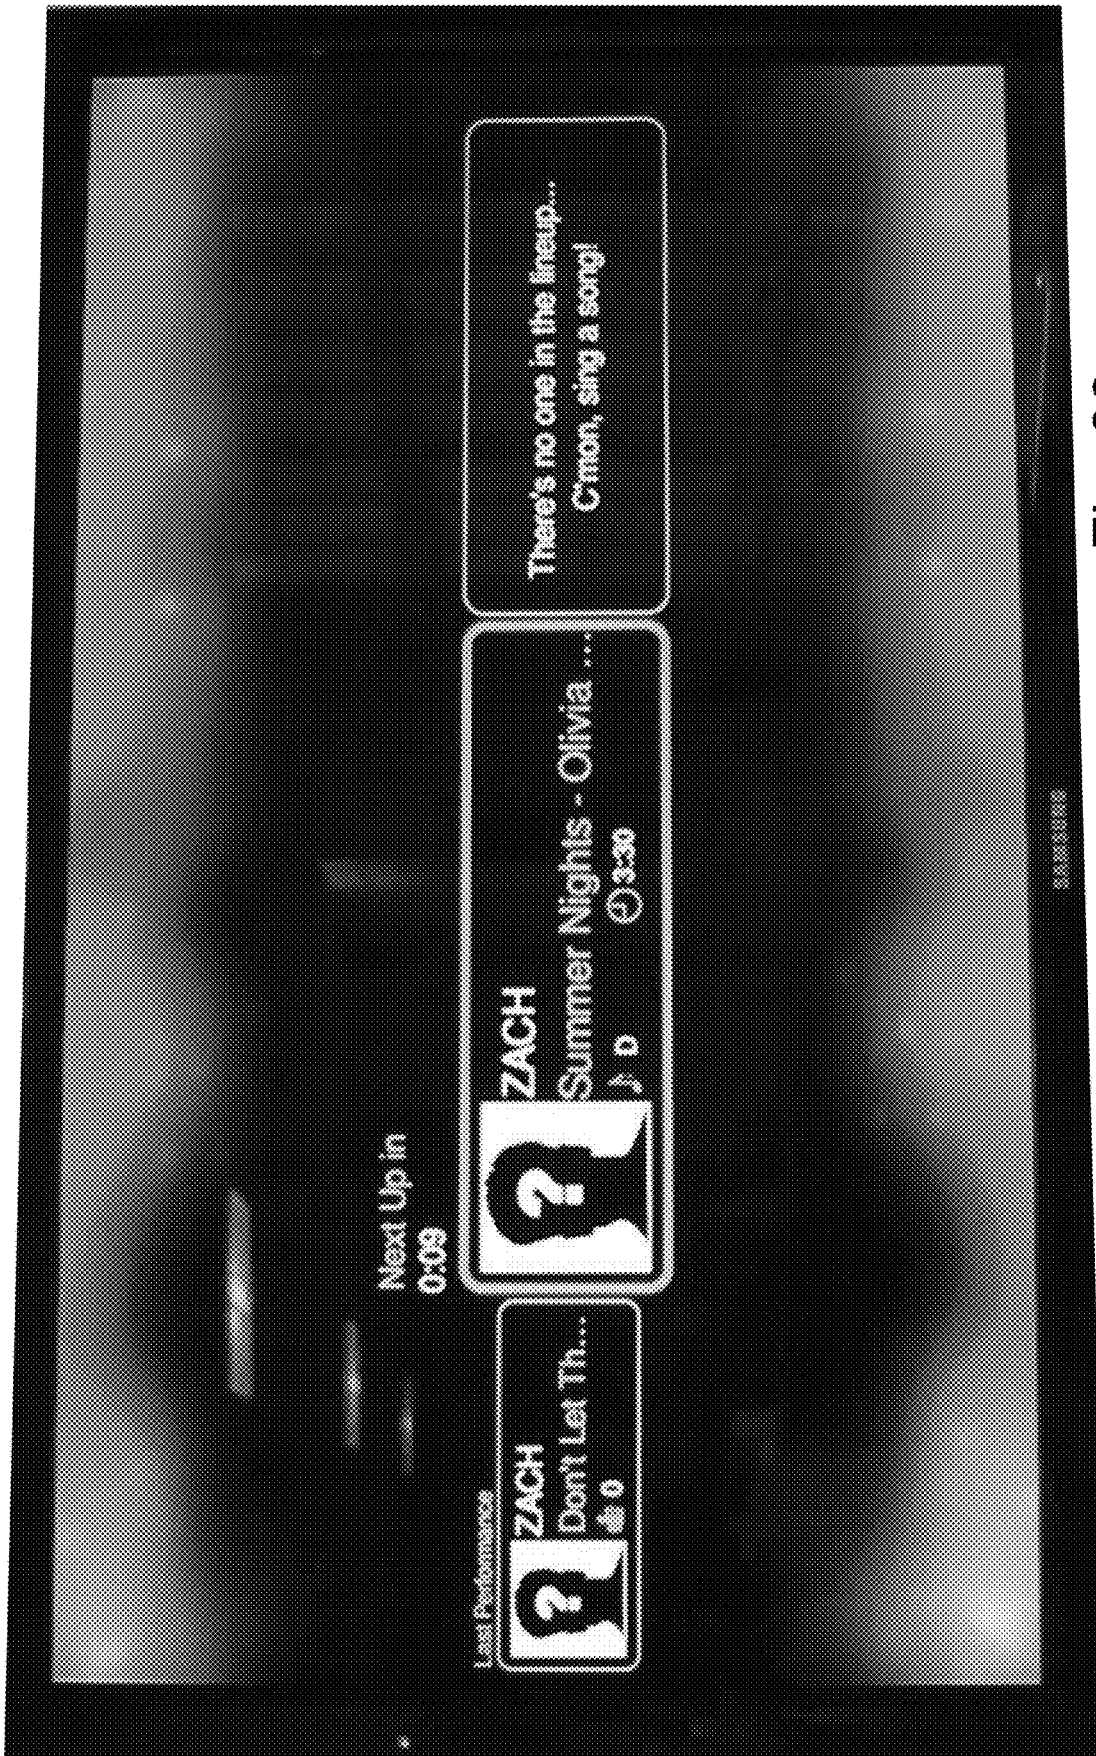 Next Up in
0:09
Last Performance
ZACH
Don't Let Th...
0
ZACH
Summer Nights - Olivia ...
D 3:30
There's no one in the lineup...
C'mon, sing a song!
SAMSUNG